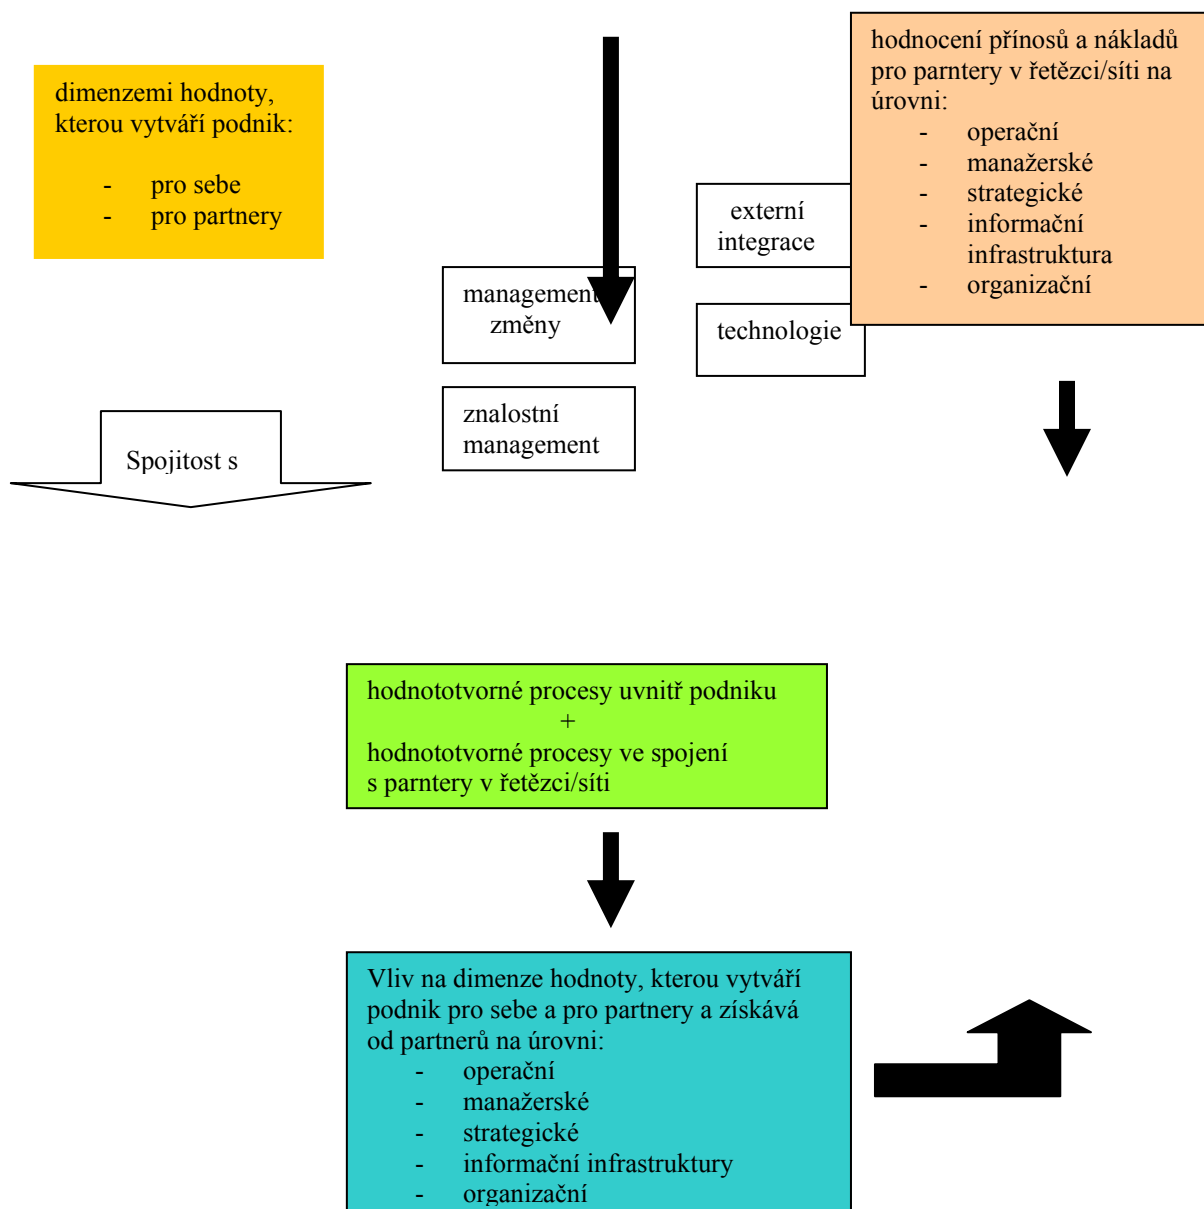 dimenzemi hodnoty,
kterou vytváří podnik:
- pro sebe
- pro partnery
hodnocení přínosů a nákladů
pro parntery v řetězci/síti na
úrovni:
- operační
- manažerské
- strategické
- informační
infrastruktura
- organizační
externí
integrace
management
změny
technologie
znalostní
management
Spojitost s
hodnototvorné procesy uvnitř podniku
+
hodnototvorné procesy ve spojení
s parntery v řetězci/síti
Vliv na dimenze hodnoty, kterou vytváří
podnik pro sebe a pro partnery a získává
od partnerů na úrovni:
- operační
- manažerské
- strategické
- informační infrastruktury
- organizační